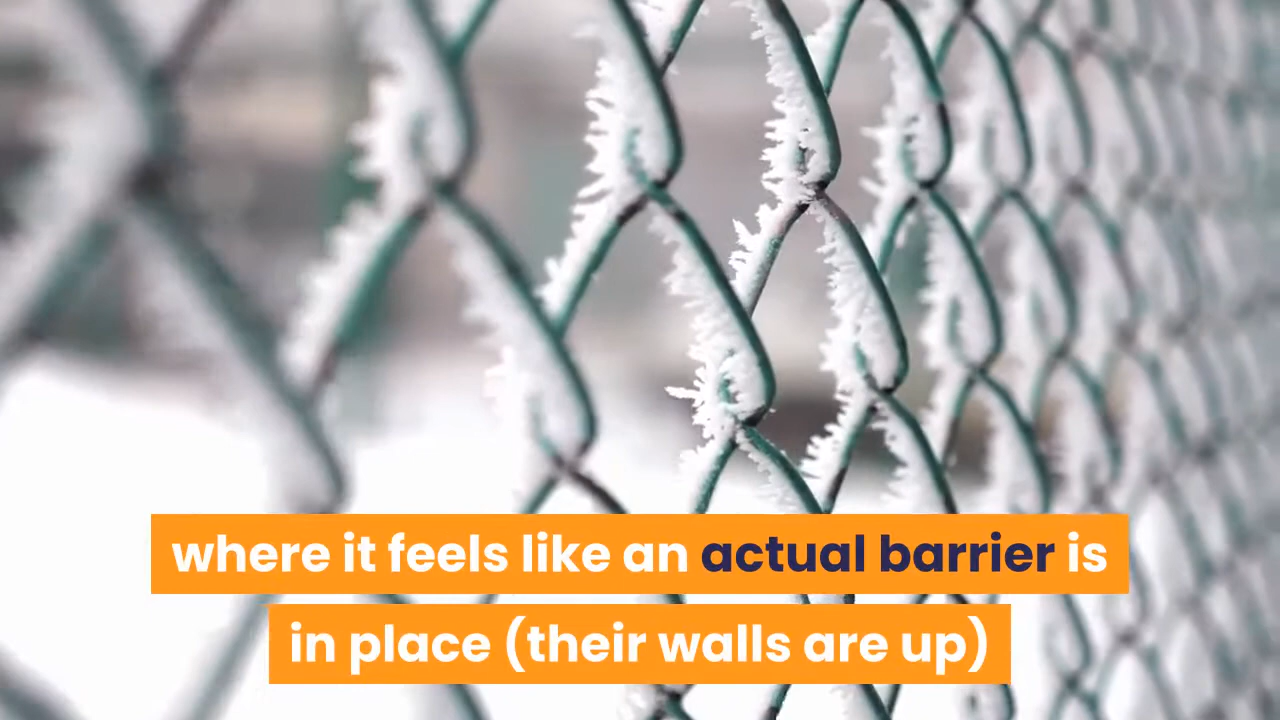 where it feels like an actual barrier is
in place (their walls are up)